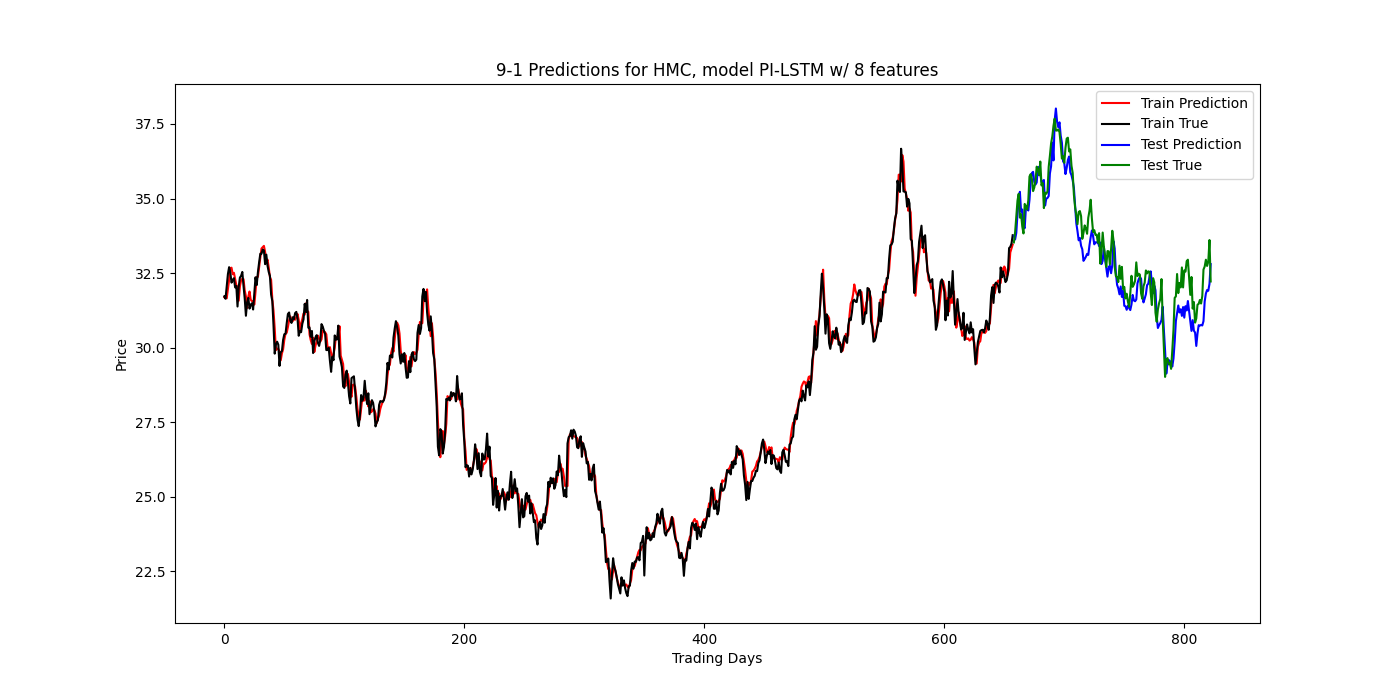 9-1 Predictions for HMC, model PI-LSTM w/ 8 features
Train Prediction
Train True
Test Prediction
Test True
Price
37.5
35.0
32.5
30.0
27.5
25.0
22.5
0
200
400
600
800
Trading Days